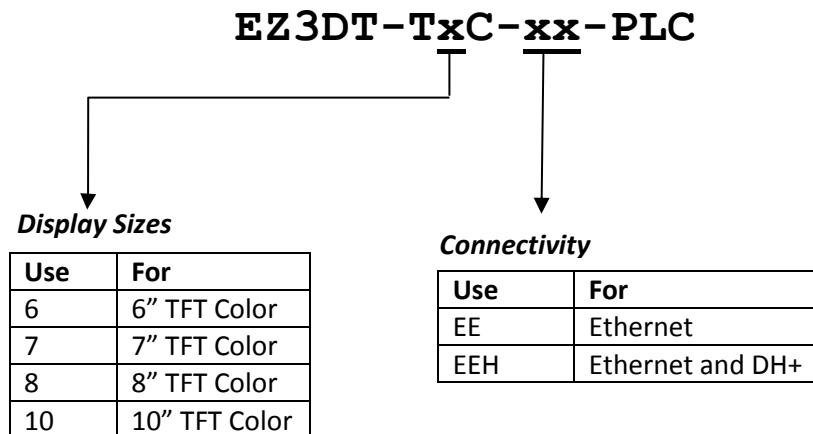 EZ3DT-TxC-xx-PLC
Display Sizes
Use For
6 6” TFT Color
7 7” TFT Color
8 8” TFT Color
10 10” TFT Color
Connectivity
Use For
EE Ethernet
EEH Ethernet and DH+